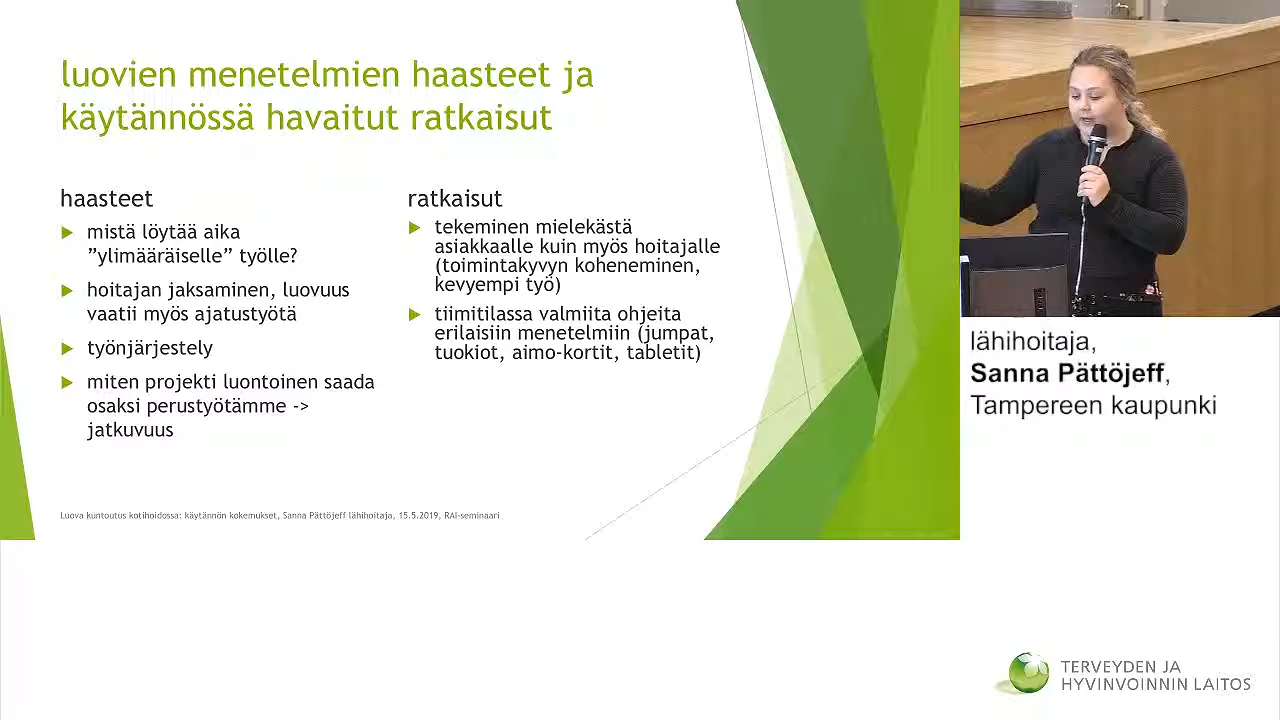 luovien menetelmien haasteet ja
käytännössä havaitut ratkaisut
haasteet
mistä löytää aika
”ylimääräiselle” työlle?
hoitajan jaksaminen, luovuus
vaatii myös ajatustyötä
työnjärjestely
miten projekti luontoinen saada
osaksi perustyötämme ->
jatkuvuus
ratkaisut
tekeminen mielekästä
asiakkaalle kuin myös hoitajalle
(toimintakyvyn koheneminen,
kevyempi työ)
tiimitilassa valmiita ohjeita
erilaisiin menetelmiin (jumpat,
tuokiot, aimo-kortit, tabletit)
Luova kuntoutus kotihoidossa: käytännön kokemukset, Sanna Pättöjeff lähihoitaja, 15.5.2019, RAI-seminaari
lähihoitaja,
Sanna Pättöjeff,
Tampereen kaupunki
TERVEYDEN JA
HYVINVOINNIN LAITOS